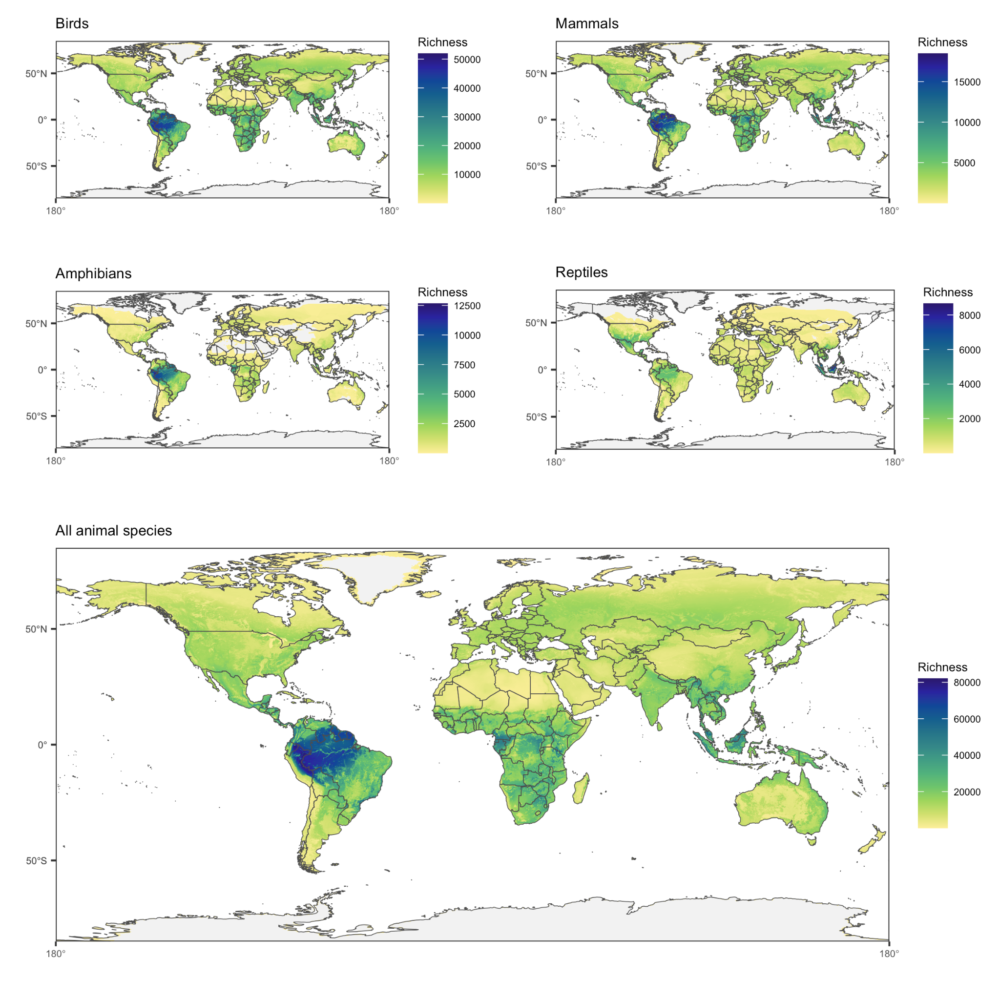 Birds
Richness
50000
40000
30000
20000
10000
50°N
0°
50°S
180°
180°
Mammals
Richness
15000
10000
5000
50°N
0°
50°S
180°
180°
Amphibians
Richness
12500
10000
7500
5000
2500
50°N
0°
50°S
180°
180°
Reptiles
Richness
8000
6000
4000
2000
50°N
0°
50°S
180°
180°
All animal species
Richness
80000
60000
40000
20000
50°N
0°
50°S
180°
180°